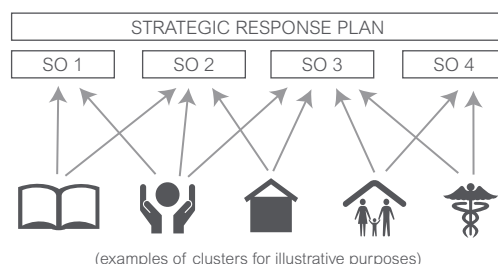 STRATEGIC RESPONSE PLAN
SO 1 SO 2 SO 3 SO 4
(examples of clusters for illustrative purposes)